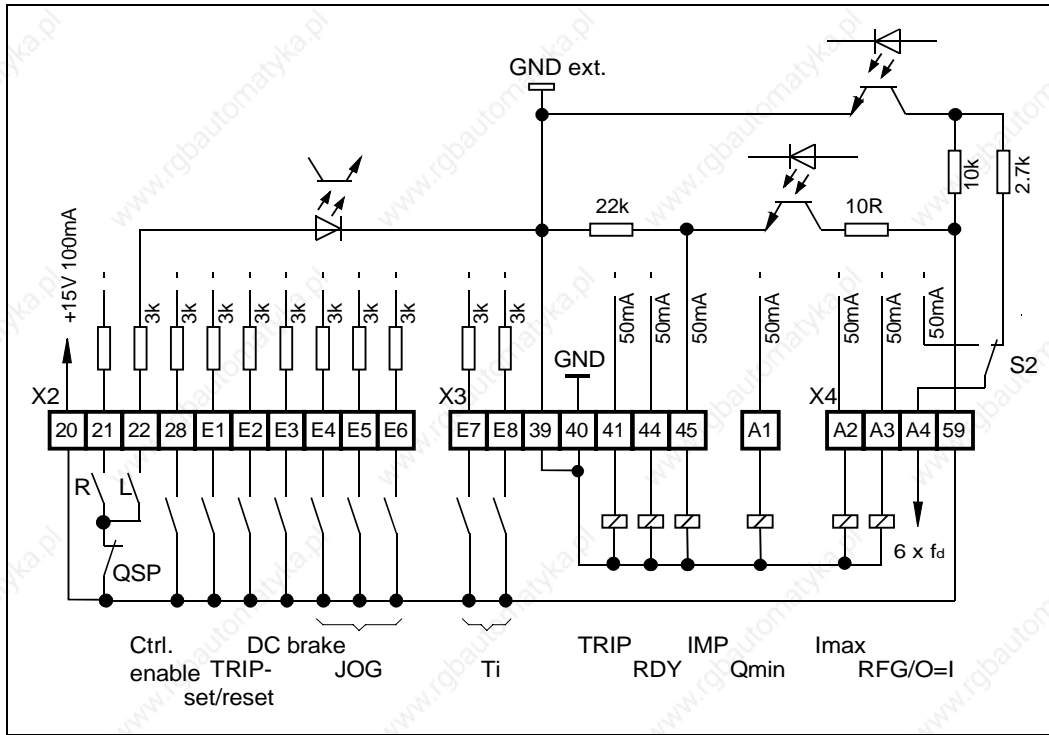 GND ext.
10k
2.7k
22k
10R
+15V 100mA
3k
3k
3k
3k
3k
3k
3k
3k
3k
3k
50mA
50mA
50mA
50mA
50mA
50mA
50mA
GND
S2
X2
X3
X4
20 21 22 28 E1 E2 E3 E4 E5 E6
E7 E8 39 40 41 44 45
A1
A2 A3 A4 59
R
L
QSP
6 x fd
Ctrl.
enable
TRIP-
set/reset
DC brake
JOG
Ti
TRIP
RDY
IMP
Qmin
Imax
RFG/O=I
www.rgbautomatyka.pl